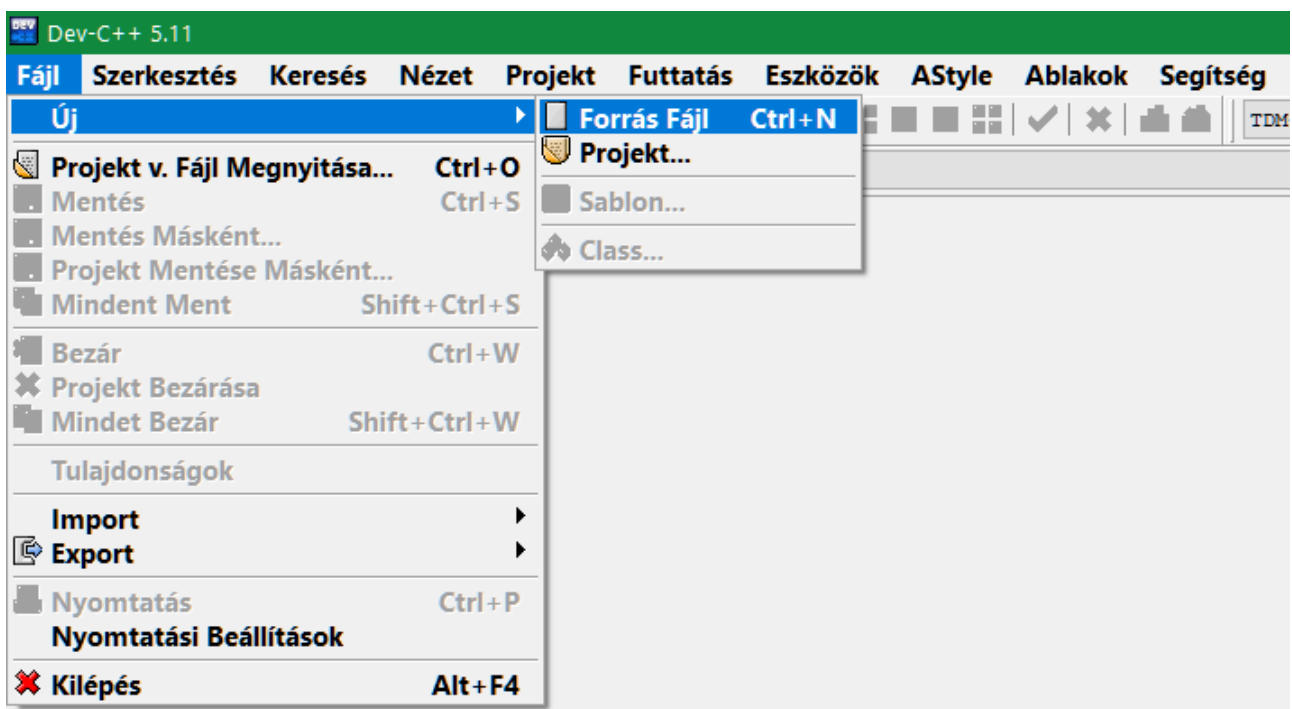 Dev-C++ 5.11
Fájl Szerkesztés Keresés Nézet Projekt Futtatás Eszközök AStyle Ablakok Segítség
Új
Forrás Fájl Ctrl+N
TDM
Projekt...
Sablon...
Class...
Projekt v. Fájl Megnyitása... Ctrl+O
Mentés Ctrl+S
Mentés Másként...
Projekt Mentése Másként...
Mindent Ment Shift+Ctrl+S
Bezár Ctrl+W
Projekt Bezárása
Mindet Bezár Shift+Ctrl+W
Tulajdonságok
Import
Export
Nyomtatás Ctrl+P
Nyomtatási Beállítások
Kilépés Alt+F4